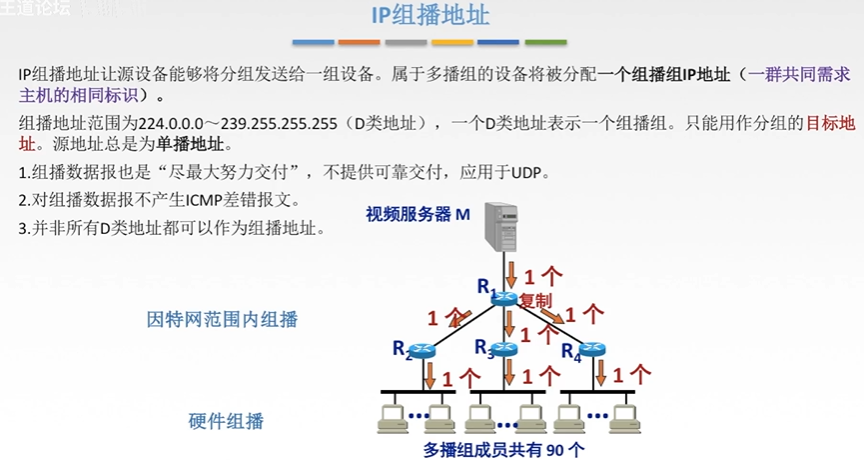 王道论坛
IP组播地址
IP组播地址让源设备能够将分组发送给一组设备。属于多播组的设备将被分配一个组播组IP地址（一群共同需求
主机的相同标识）。
组播地址范围为224.0.0.0～239.255.255.255（D类地址），一个D类地址表示一个组播组。只能用作分组的目标地
址。源地址总是为单播地址。
1.组播数据报也是“尽最大努力交付”，不提供可靠交付，应用于UDP。
2.对组播数据报不产生ICMP差错报文。
3.并非所有D类地址都可以作为组播地址。
视频服务器 M
1 个
R1
复制
1 个
1 个
1 个
因特网范围内组播
R2
R3
R4
1 个
1 个
1 个
硬件组播
多播组成员共有 90 个